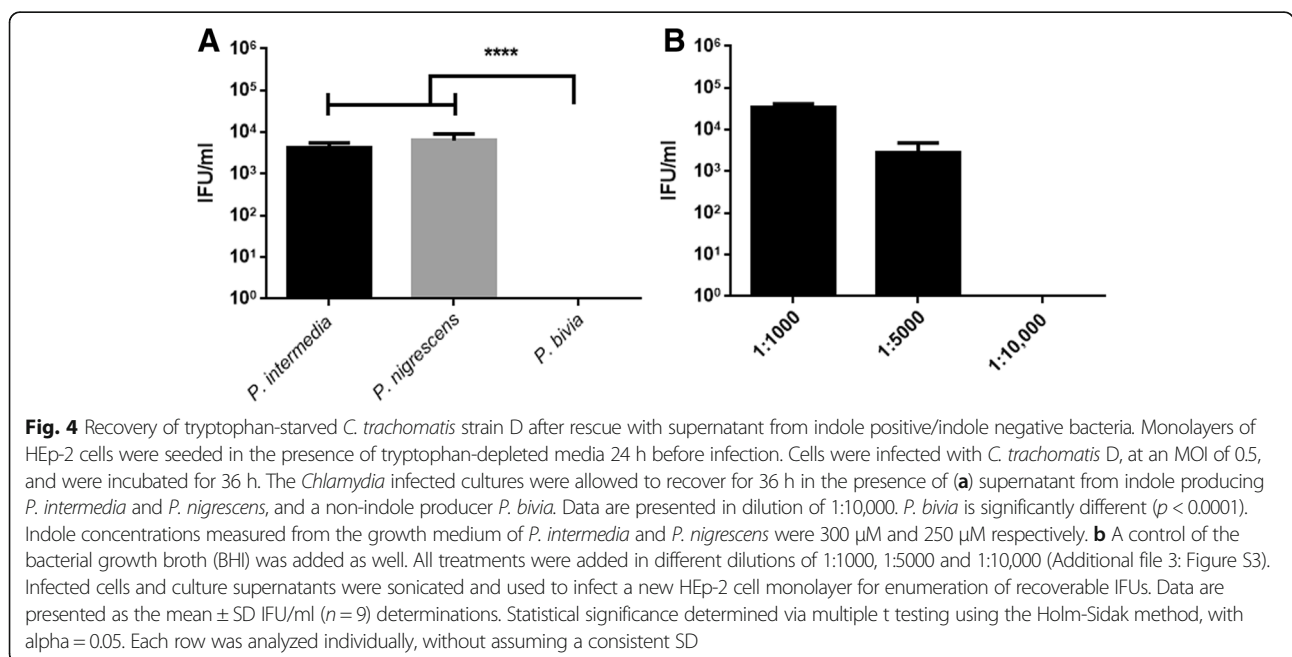 A
B
****
10⁶
10⁵
10⁴
10³
10²
10¹
10⁰
IFU/ml
P. intermedia
P. nigrescens
P. bivia
10⁶
10⁵
10⁴
10³
10²
10¹
10⁰
IFU/ml
1:1000
1:5000
1:10,000
Fig. 4 Recovery of tryptophan-starved C. trachomatis strain D after rescue with supernatant from indole positive/indole negative bacteria. Monolayers of
HEp-2 cells were seeded in the presence of tryptophan-depleted media 24 h before infection. Cells were infected with C. trachomatis D, at an MOI of 0.5,
and were incubated for 36 h. The Chlamydia infected cultures were allowed to recover for 36 h in the presence of (a) supernatant from indole producing
P. intermedia and P. nigrescens, and a non-indole producer P. bivia. Data are presented in dilution of 1:10,000. P. bivia is significantly different (p < 0.0001).
Indole concentrations measured from the growth medium of P. intermedia and P. nigrescens were 300 μM and 250 μM respectively. b A control of the
bacterial growth broth (BHI) was added as well. All treatments were added in different dilutions of 1:1000, 1:5000 and 1:10,000 (Additional file 3: Figure S3).
Infected cells and culture supernatants were sonicated and used to infect a new HEp-2 cell monolayer for enumeration of recoverable IFUs. Data are
presented as the mean ± SD IFU/ml (n = 9) determinations. Statistical significance determined via multiple t testing using the Holm-Sidak method, with
alpha = 0.05. Each row was analyzed individually, without assuming a consistent SD